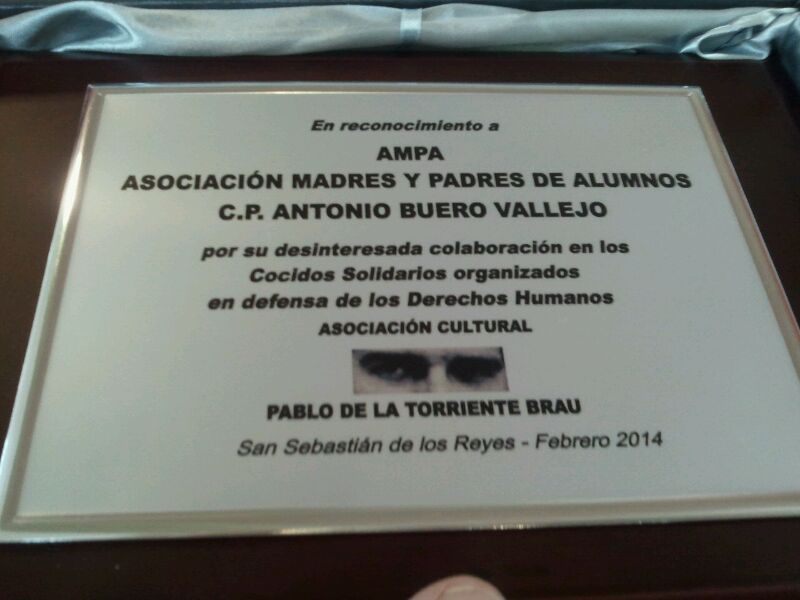 En reconocimiento a
AMPA
ASOCIACIÓN MADRES Y PADRES DE ALUMNOS
C.P. ANTONIO BUERO VALLEJO
por su desinteresada colaboración en los
Cocidos Solidarios organizados
en defensa de los Derechos Humanos
ASOCIACIÓN CULTURAL
PABLO DE LA TORRIENTE BRAU
San Sebastián de los Reyes - Febrero 2014